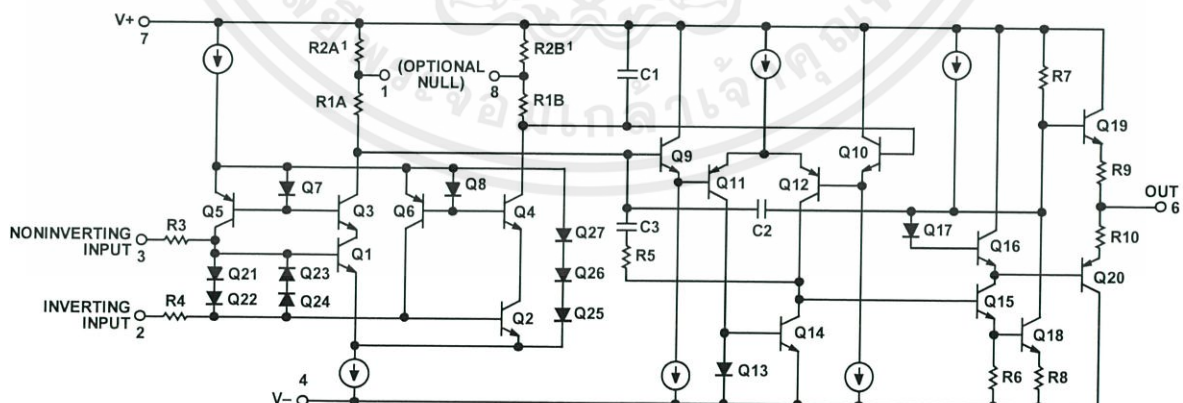 V+
7
R2A1
(OPTIONAL
NULL)
1
8
R2B1
R1A
R1B
C1
R7
Q19
R9
OUT
6
R10
Q20
Q9
Q11
Q12
Q10
Q5
Q7
Q3
Q6
Q8
Q4
NONINVERTING
INPUT
3
R3
Q1
Q21
Q22
Q23
Q24
INVERTING
INPUT
2
R4
Q2
Q27
Q26
Q25
C3
R5
C2
Q17
Q16
Q15
Q18
Q14
Q13
R6
R8
4
V–